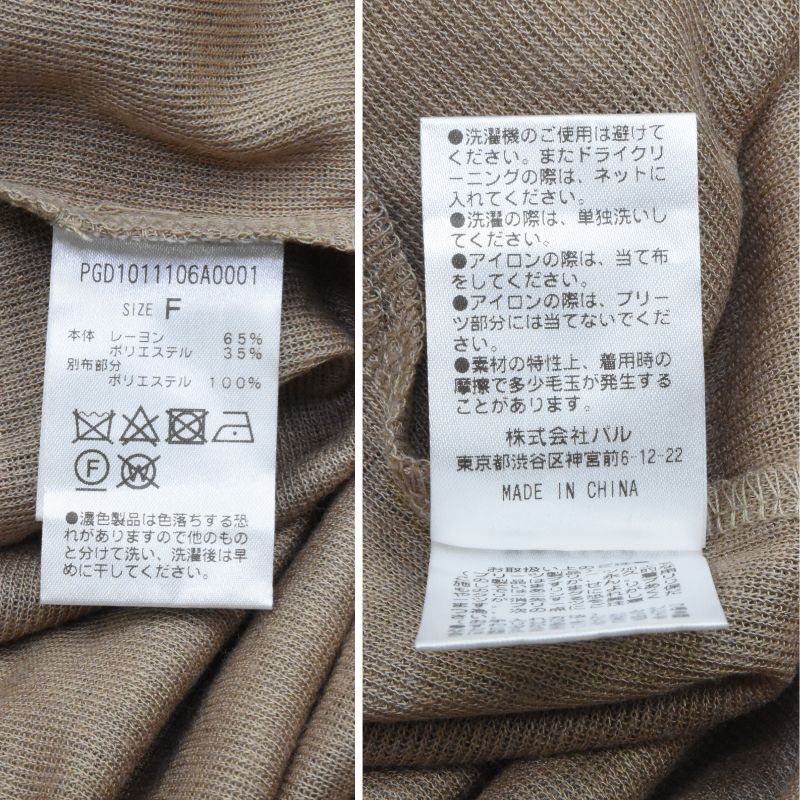 PGD1011106A0001
SIZE F
本体 レーヨン 65%
ポリエステル 35%
別布部分
ポリエステル 100%
F W
●濃色製品は色落ちする恐
れがありますので他のもの
と分けて洗い、洗濯後は早
めに干してください。
●洗濯機のご使用は避けて
ください。またドライクリ
ーニングの際は、ネットに
入れてください。
●洗濯の際は、単独洗いし
てください。
●アイロンの際は、当て布
をしてください。
●アイロンの際は、プリー
ツ部分には当てないでくだ
さい。
●素材の特性上、着用時の
摩擦で多少毛玉が発生する
ことがあります。
株式会社パル
東京都渋谷区神宮前6-12-22
MADE IN CHINA
お取扱い